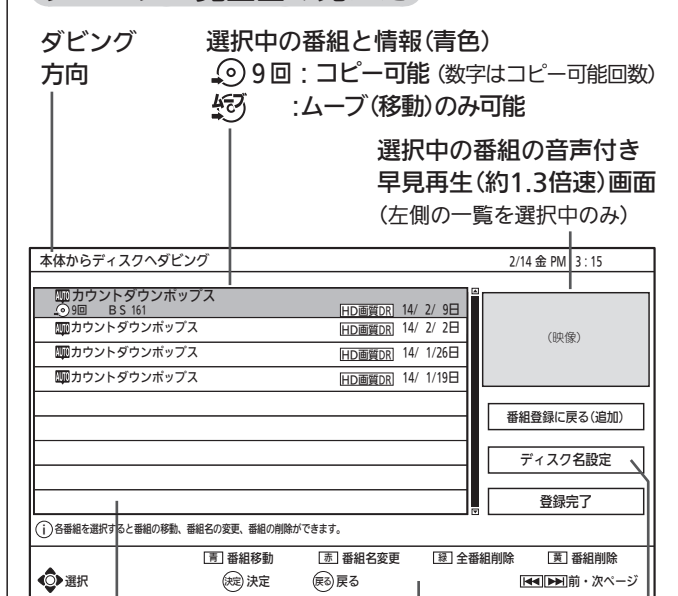 ダビング
方向
選択中の番組と情報(青色)
9回：コピー可能(数字はコピー可能回数)
ムーブ :ムーブ(移動)のみ可能
選択中の番組の音声付き
早見再生(約1.3倍速)画面
(左側の一覧を選択中のみ)
本体からディスクへダビング 2/14 金 PM 3:15
AUTO カウントダウンポップス
9回 BS 161 HD画質DR 14/ 2/ 9日
AUTO カウントダウンポップス HD画質DR 14/ 2/ 2日
AUTO カウントダウンポップス HD画質DR 14/ 1/26日
AUTO カウントダウンポップス HD画質DR 14/ 1/19日
(映像)
番組登録に戻る(追加)
ディスク名設定
登録完了
i 各番組を選択すると番組の移動、番組名の変更、番組の削除ができます。
青 番組移動 赤 番組名変更 緑 全番組削除 黄 番組削除
選択 決定 決定 戻る 戻る 前・次ページ